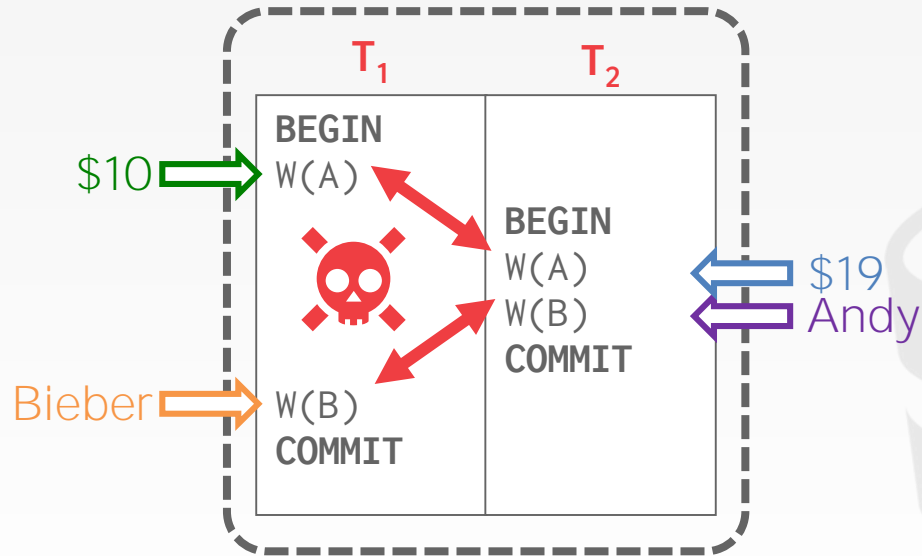 T₁ T₂
BEGIN
$10 W(A)
BEGIN
W(A) $19
W(B) Andy
COMMIT
Bieber W(B)
COMMIT